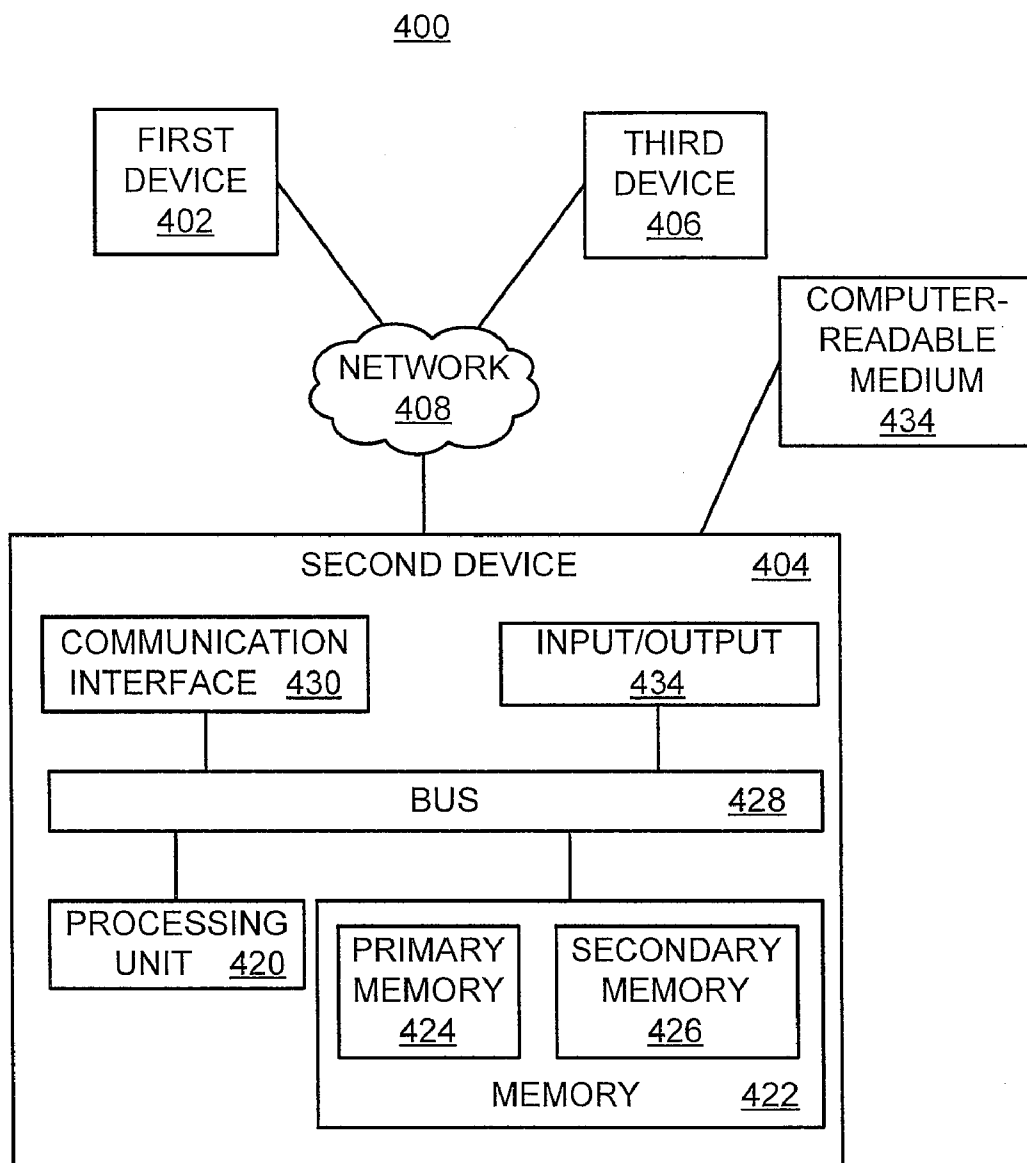 400
FIRST
DEVICE
402
THIRD
DEVICE
406
COMPUTER-
READABLE
MEDIUM
434
NETWORK
408
SECOND DEVICE 404
COMMUNICATION
INTERFACE 430
INPUT/OUTPUT
434
BUS 428
PROCESSING
UNIT 420
PRIMARY
MEMORY
424
SECONDARY
MEMORY
426
MEMORY 422